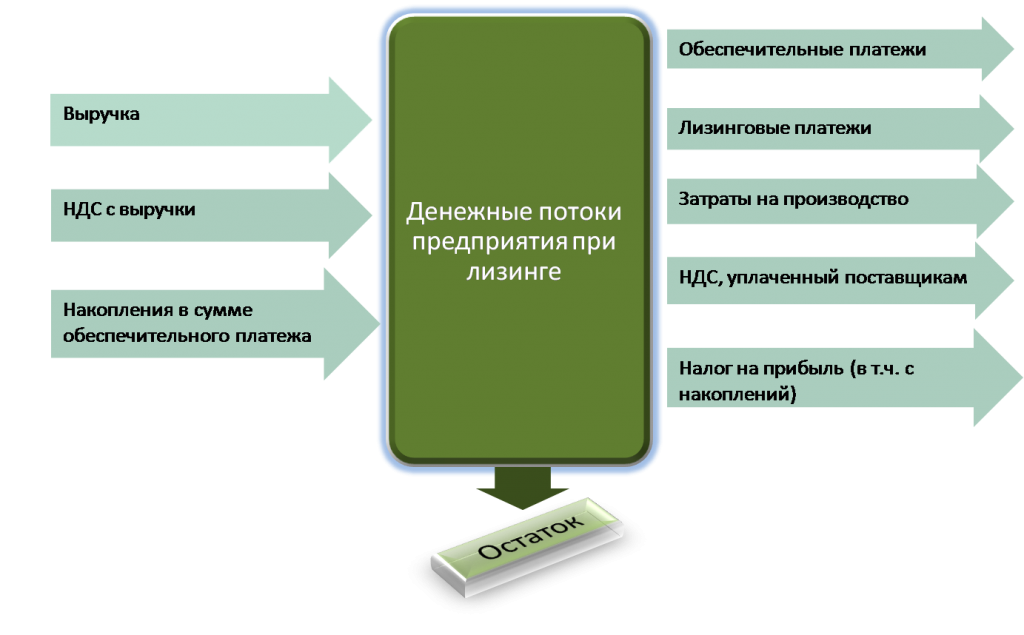 Выручка
НДС с выручки
Накопления в сумме
обеспечительного платежа
Денежные потоки
предприятия при
лизинге
Обеспечительные платежи
Лизинговые платежи
Затраты на производство
НДС, уплаченный поставщикам
Налог на прибыль (в т.ч. с
накоплений)
Остаток